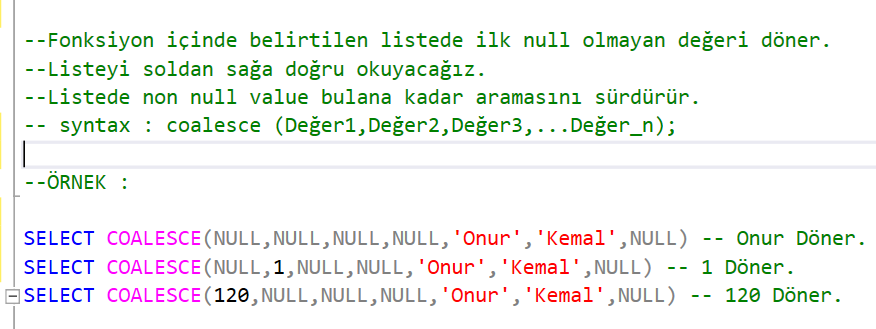 --Fonksiyon içinde belirtilen listede ilk null olmayan değeri döner.
--Listeyi soldan sağa doğru okuyacağız.
--Listede non null value bulana kadar aramasını sürdürür.
-- syntax : coalesce (Değer1,Değer2,Değer3,...Değer_n);
--ÖRNEK :
SELECT COALESCE(NULL,NULL,NULL,NULL,'Onur','Kemal',NULL) -- Onur Döner.
SELECT COALESCE(NULL,1,NULL,NULL,'Onur','Kemal',NULL) -- 1 Döner.
SELECT COALESCE(120,NULL,NULL,NULL,'Onur','Kemal',NULL) -- 120 Döner.